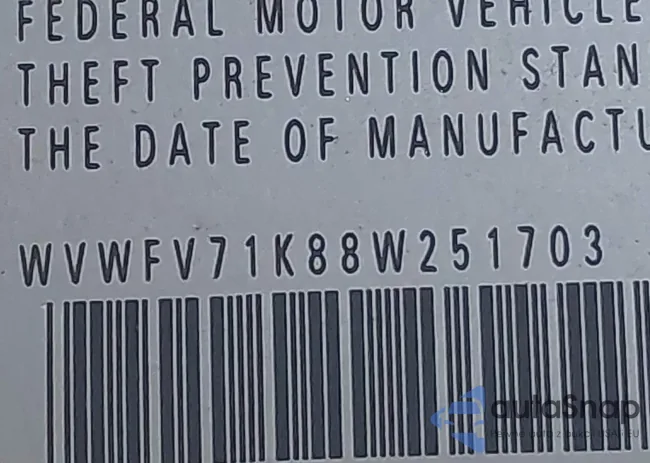 FEDERAL MOTOR VEHICLE
THEFT PREVENTION STAN
THE DATE OF MANUFACTU
WVWFV71K88W251703
autoSnap